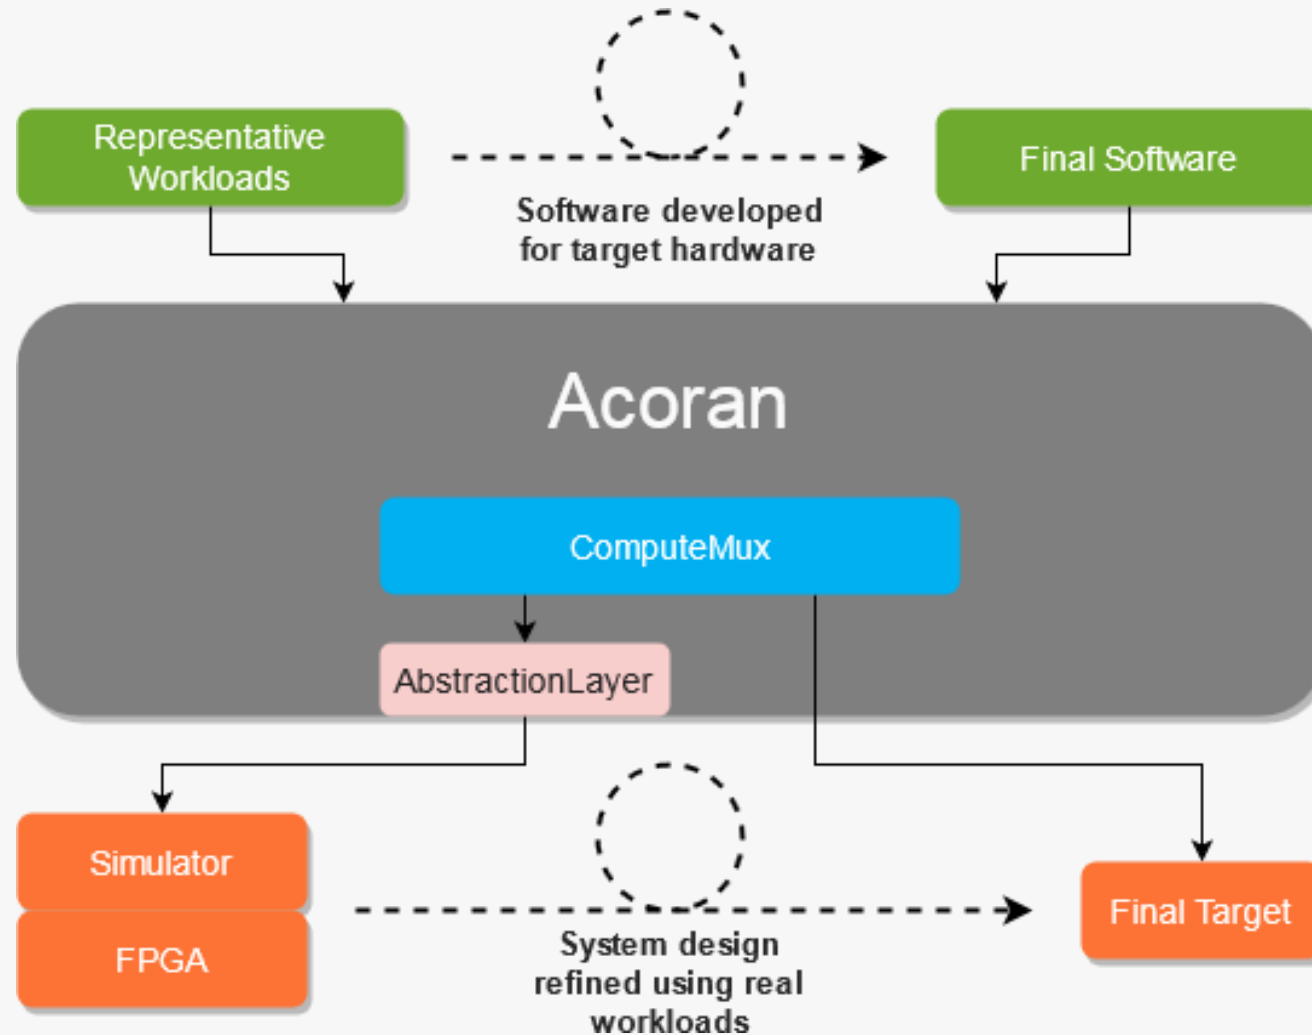 Representative
Workloads
Final Software
Software developed
for target hardware
Acoran
ComputeMux
AbstractionLayer
Simulator
FPGA
Final Target
System design
refined using real
workloads